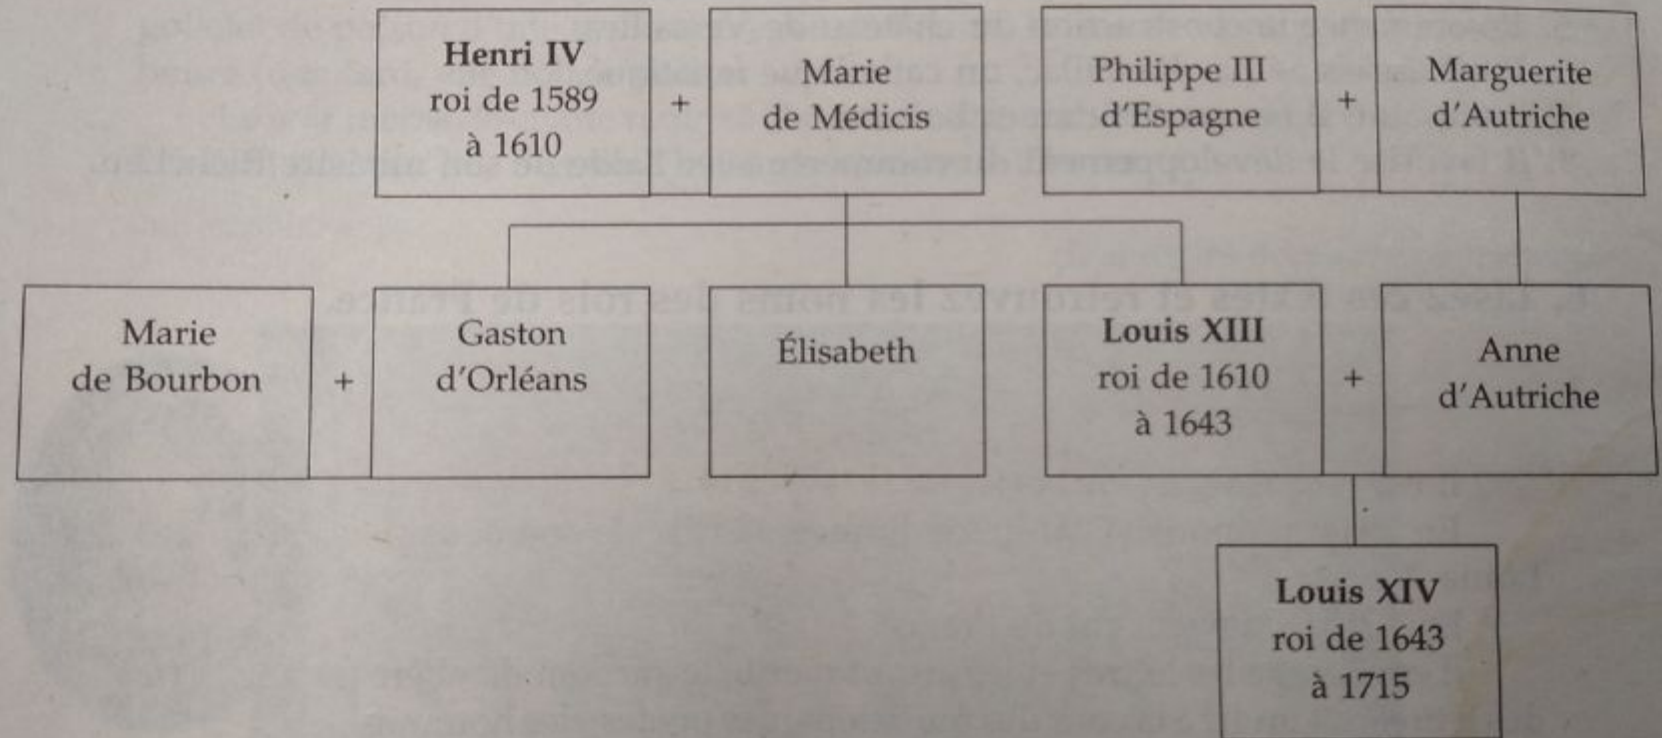 Henri IV
roi de 1589
à 1610
+
Marie
de Médicis
Philippe III
d'Espagne
+
Marguerite
d'Autriche
Marie
de Bourbon
+
Gaston
d'Orléans
Élisabeth
Louis XIII
roi de 1610
à 1643
+
Anne
d'Autriche
Louis XIV
roi de 1643
à 1715